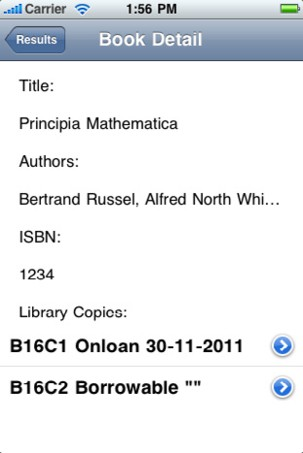 Carrier 1:56 PM
Results Book Detail
Title:
Principia Mathematica
Authors:
Bertrand Russel, Alfred North Whi...
ISBN:
1234
Library Copies:
B16C1 Onloan 30-11-2011
B16C2 Borrowable ""